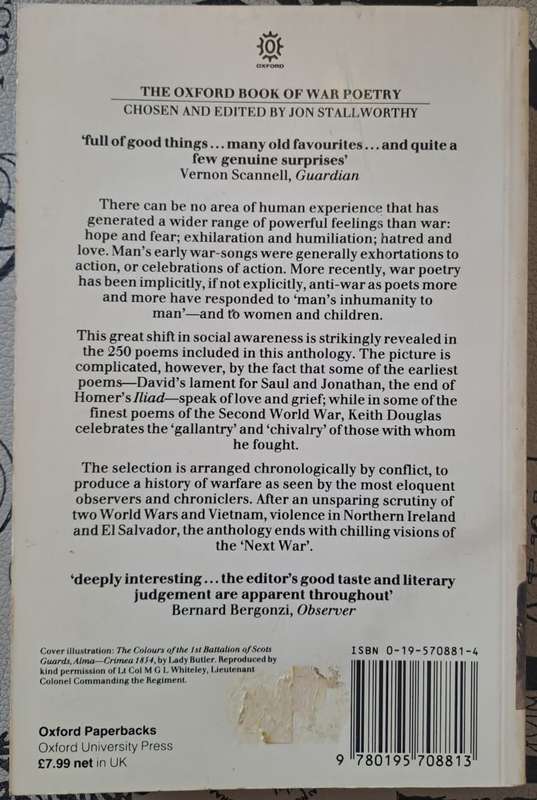 OXFORD
THE OXFORD BOOK OF WAR POETRY
CHOSEN AND EDITED BY JON STALLWORTHY
‘full of good things...many old favourites...and quite a
few genuine surprises’
Vernon Scannell, Guardian
There can be no area of human experience that has
generated a wider range of powerful feelings than war:
hope and fear; exhilaration and humiliation; hatred and
love. Man's early war-songs were generally exhortations to
action, or celebrations of action. More recently, war poetry
has been implicitly, if not explicitly, anti-war as poets more
and more have responded to ‘man's inhumanity to
man’—and to women and children.
This great shift in social awareness is strikingly revealed in
the 250 poems included in this anthology. The picture is
complicated, however, by the fact that some of the earliest
poems—David's lament for Saul and Jonathan, the end of
Homer's Iliad—speak of love and grief; while in some of the
finest poems of the Second World War, Keith Douglas
celebrates the ‘gallantry’ and ‘chivalry’ of those with whom
he fought.
The selection is arranged chronologically by conflict, to
produce a history of warfare as seen by the most eloquent
observers and chroniclers. After an unsparing scrutiny of
two World Wars and Vietnam, violence in Northern Ireland
and El Salvador, the anthology ends with chilling visions of
the ‘Next War’.
‘deeply interesting...the editor's good taste and literary
judgement are apparent throughout’
Bernard Bergonzi, Observer
Cover illustration: The Colours of the 1st Battalion of Scots
Guards, Alma—Crimea 1854, by Lady Butler. Reproduced by
kind permission of Lt Col M G L Whiteley, Lieutenant
Colonel Commanding the Regiment.
Oxford Paperbacks
Oxford University Press
£7.99 net in UK
ISBN 0-19-570881-4
9 780195 708813